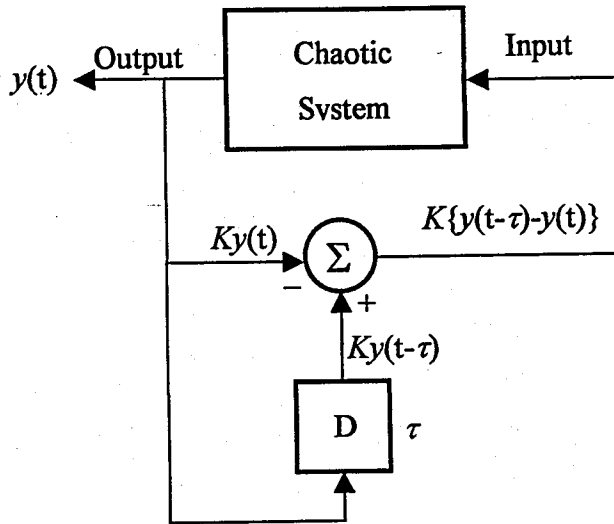 Output
Chaotic
Input
y(t)
Svstem
Ky(t)
K{y(t-τ)-y(t)}
Σ
−
+
Ky(t-τ)
D
τ